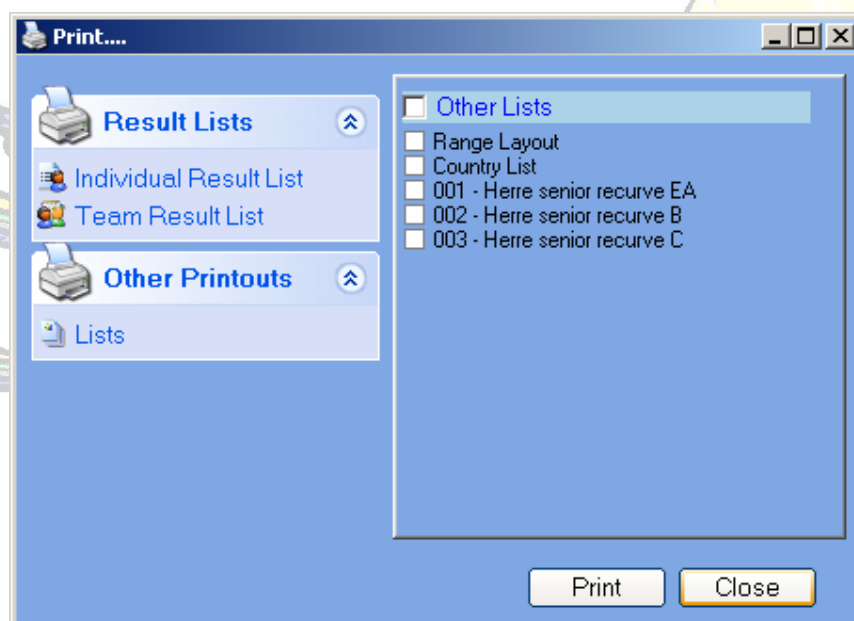 Print....
Result Lists
Individual Result List
Team Result List
Other Printouts
Lists
Other Lists
Range Layout
Country List
001 - Herre senior recurve EA
002 - Herre senior recurve B
003 - Herre senior recurve C
Print
Close